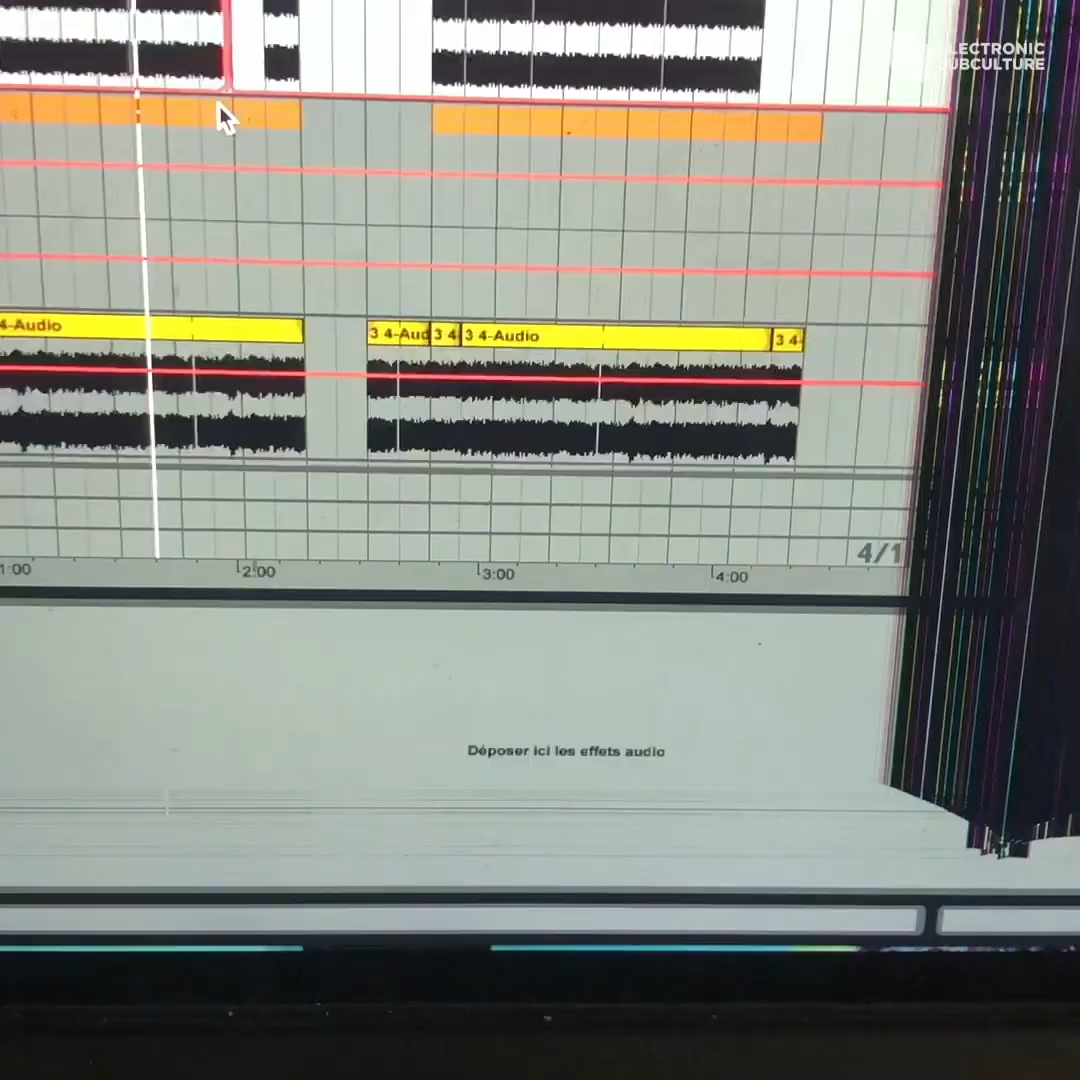 ELECTRONIC
SUBCULTURE
4-Audio
3 4-Aud 3 4- 3 4-Audio 3 4-
4/1
1:00 2:00 3:00 4:00
Déposer ici les effets audio